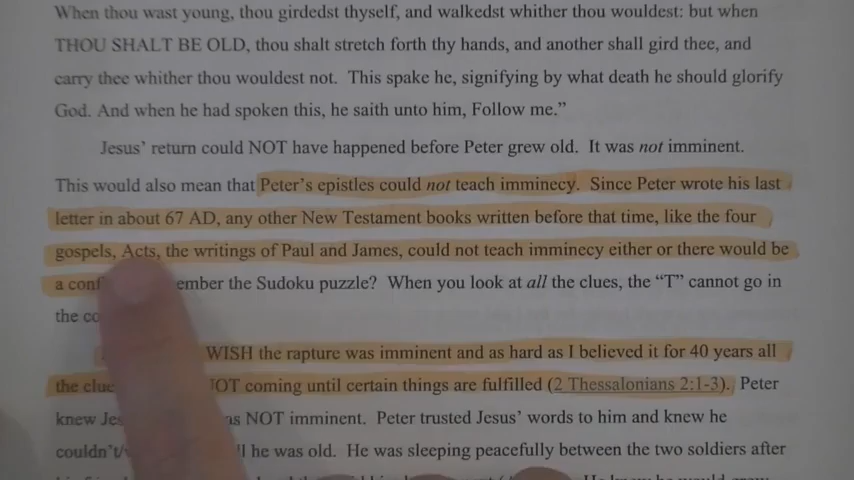 When thou wast young, thou girdedst thyself, and walkedst whither thou wouldest: but when
THOU SHALT BE OLD, thou shalt stretch forth thy hands, and another shall gird thee, and
carry thee whither thou wouldest not. This spake he, signifying by what death he should glorify
God. And when he had spoken this, he saith unto him, Follow me.”
Jesus’ return could NOT have happened before Peter grew old. It was not imminent.
This would also mean that Peter’s epistles could not teach imminecy. Since Peter wrote his last
letter in about 67 AD, any other New Testament books written before that time, like the four
gospels, Acts, the writings of Paul and James, could not teach imminecy either or there would be
a the Sudoku puzzle? When you look at all the clues, the “T” cannot go in
the
WISH the rapture was imminent and as hard as I believed it for 40 years all
the coming until certain things are fulfilled (2 Thessalonians 2:1-3). Peter
knew NOT imminent. Peter trusted Jesus’ words to him and knew he
he was old. He was sleeping peacefully between the two soldiers after